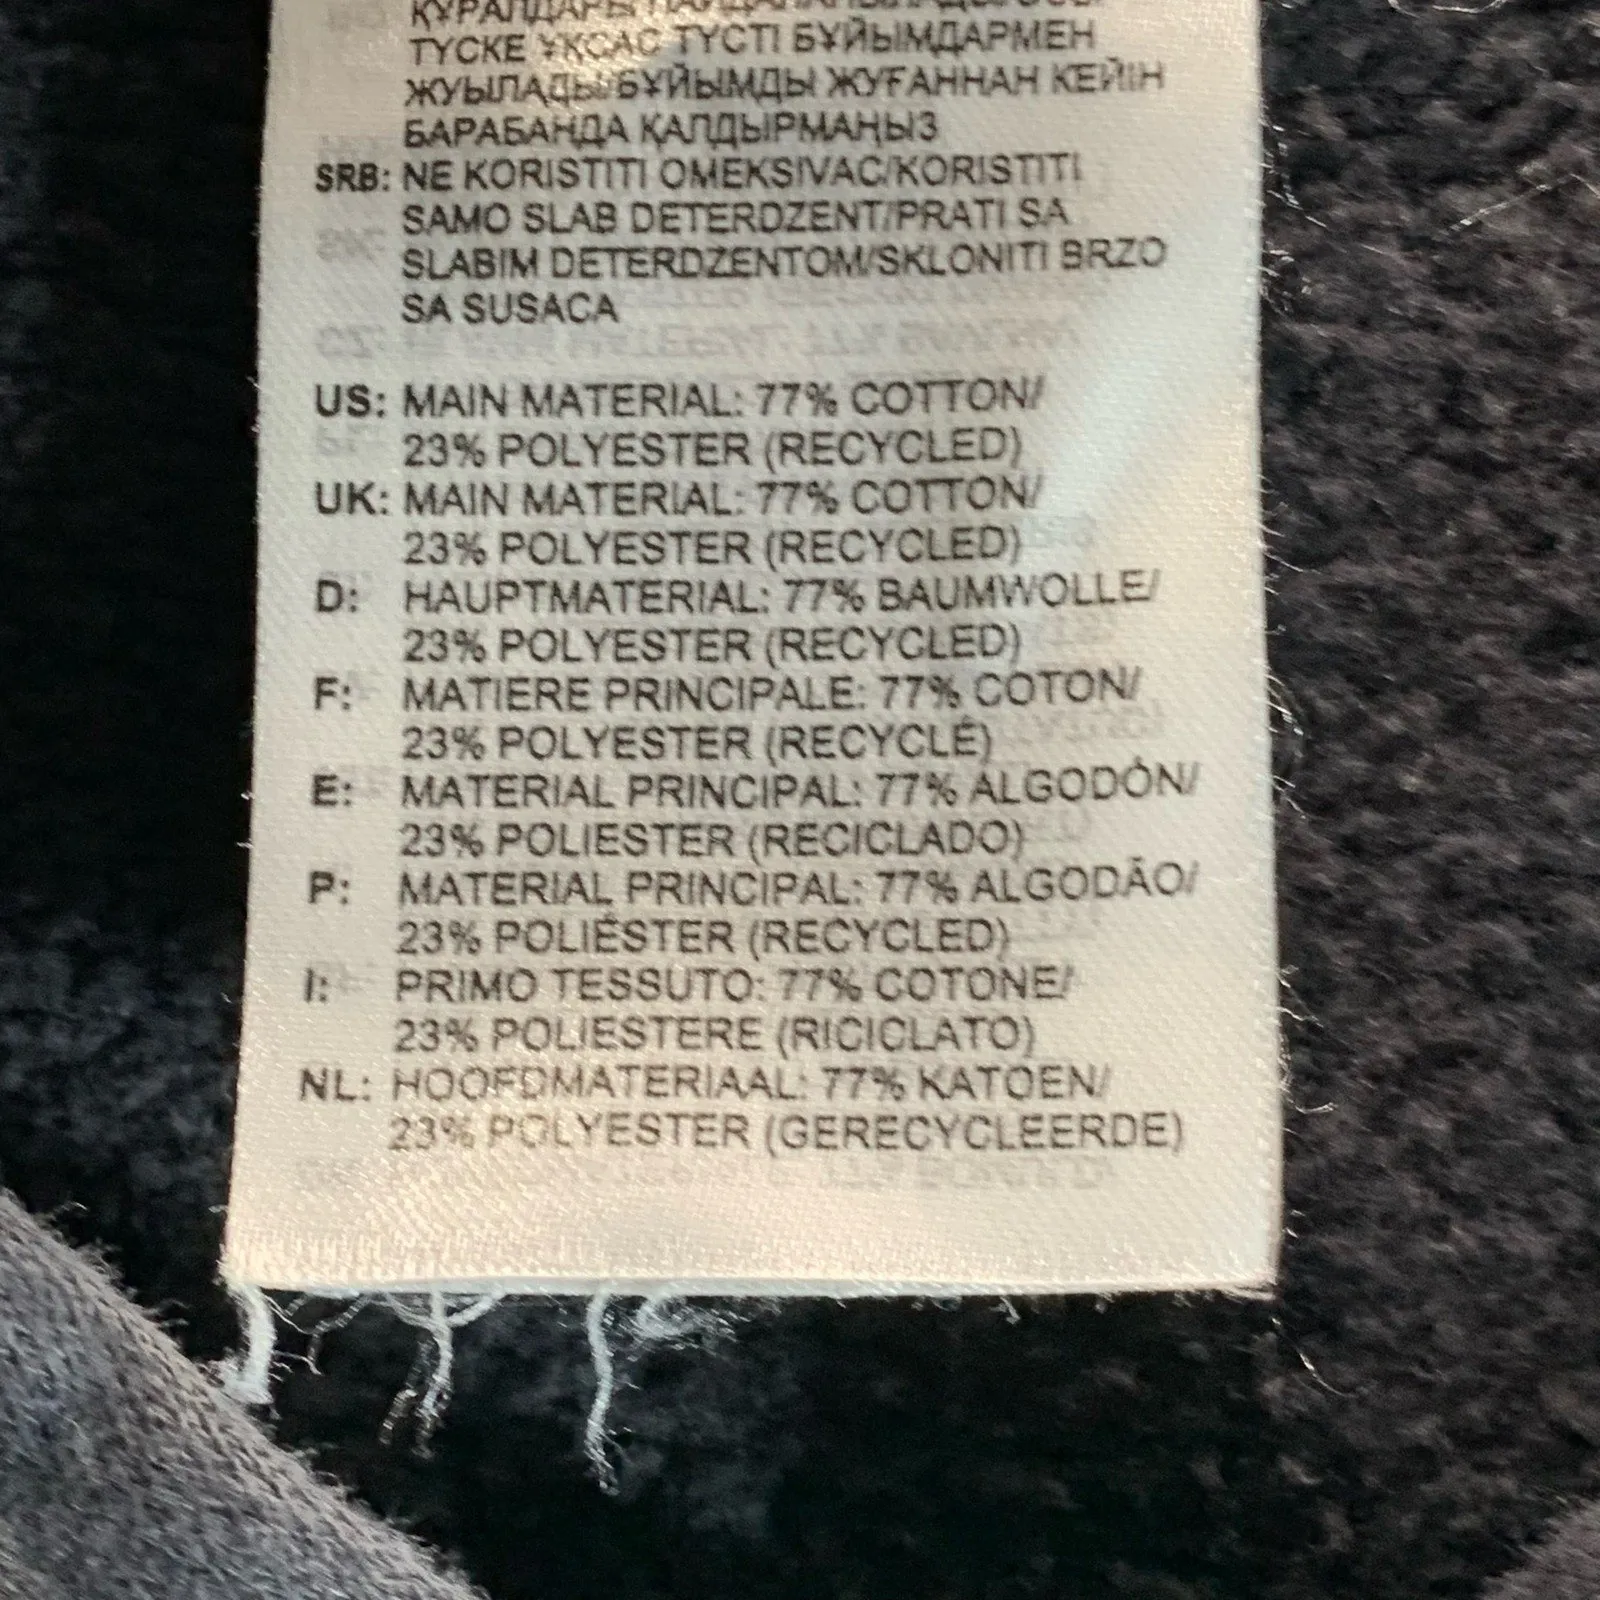 ТҮСКЕ ҰҚСАС ТҮСТІ БҰЙЫМДАРМЕН
ЖУЫЛАДЫ/БҰЙЫМДЫ ЖУҒАННАН КЕЙІН
БАРАБАНДА ҚАЛДЫРМАҢЫЗ
SRB: NE KORISTITI OMEKSIVAC/KORISTITI
SAMO SLAB DETERDZENT/PRATI SA
SLABIM DETERDZENTOM/SKLONITI BRZO
SA SUSACA
US: MAIN MATERIAL: 77% COTTON/
23% POLYESTER (RECYCLED)
UK: MAIN MATERIAL: 77% COTTON/
23% POLYESTER (RECYCLED)
D: HAUPTMATERIAL: 77% BAUMWOLLE/
23% POLYESTER (RECYCLED)
F: MATIERE PRINCIPALE: 77% COTON/
23% POLYESTER (RECYCLÉ)
E: MATERIAL PRINCIPAL: 77% ALGODÓN/
23% POLIESTER (RECICLADO)
P: MATERIAL PRINCIPAL: 77% ALGODÃO/
23% POLIÉSTER (RECYCLED)
I: PRIMO TESSUTO: 77% COTONE/
23% POLIESTERE (RICICLATO)
NL: HOOFDMATERIAAL: 77% KATOEN/
23% POLYESTER (GERECYCLEERDE)